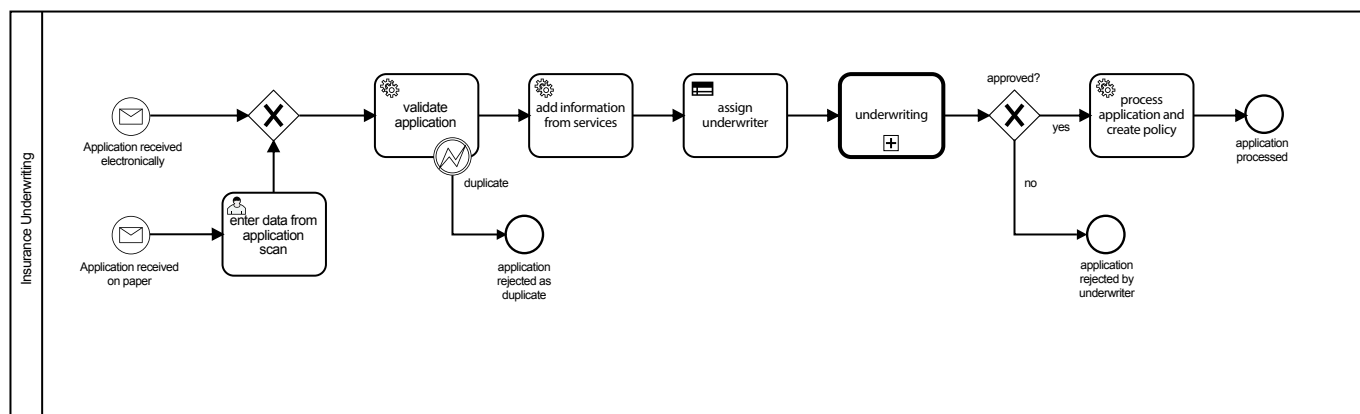 Insurance Underwriting
Application received
electronically
Application received
on paper
enter data from
application
scan
validate
application
duplicate
application
rejected as
duplicate
add information
from services
assign
underwriter
underwriting
approved?
yes
no
process
application and
create policy
application
processed
application
rejected by
underwriter